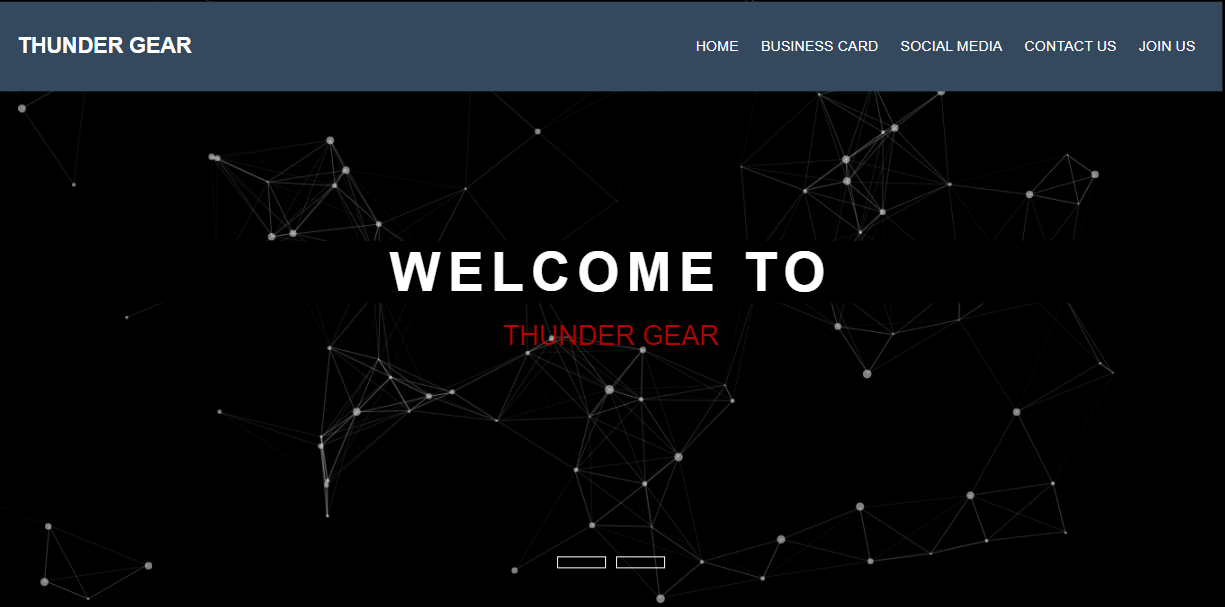 THUNDER GEAR
HOME BUSINESS CARD SOCIAL MEDIA CONTACT US JOIN US
WELCOME TO
THUNDER GEAR